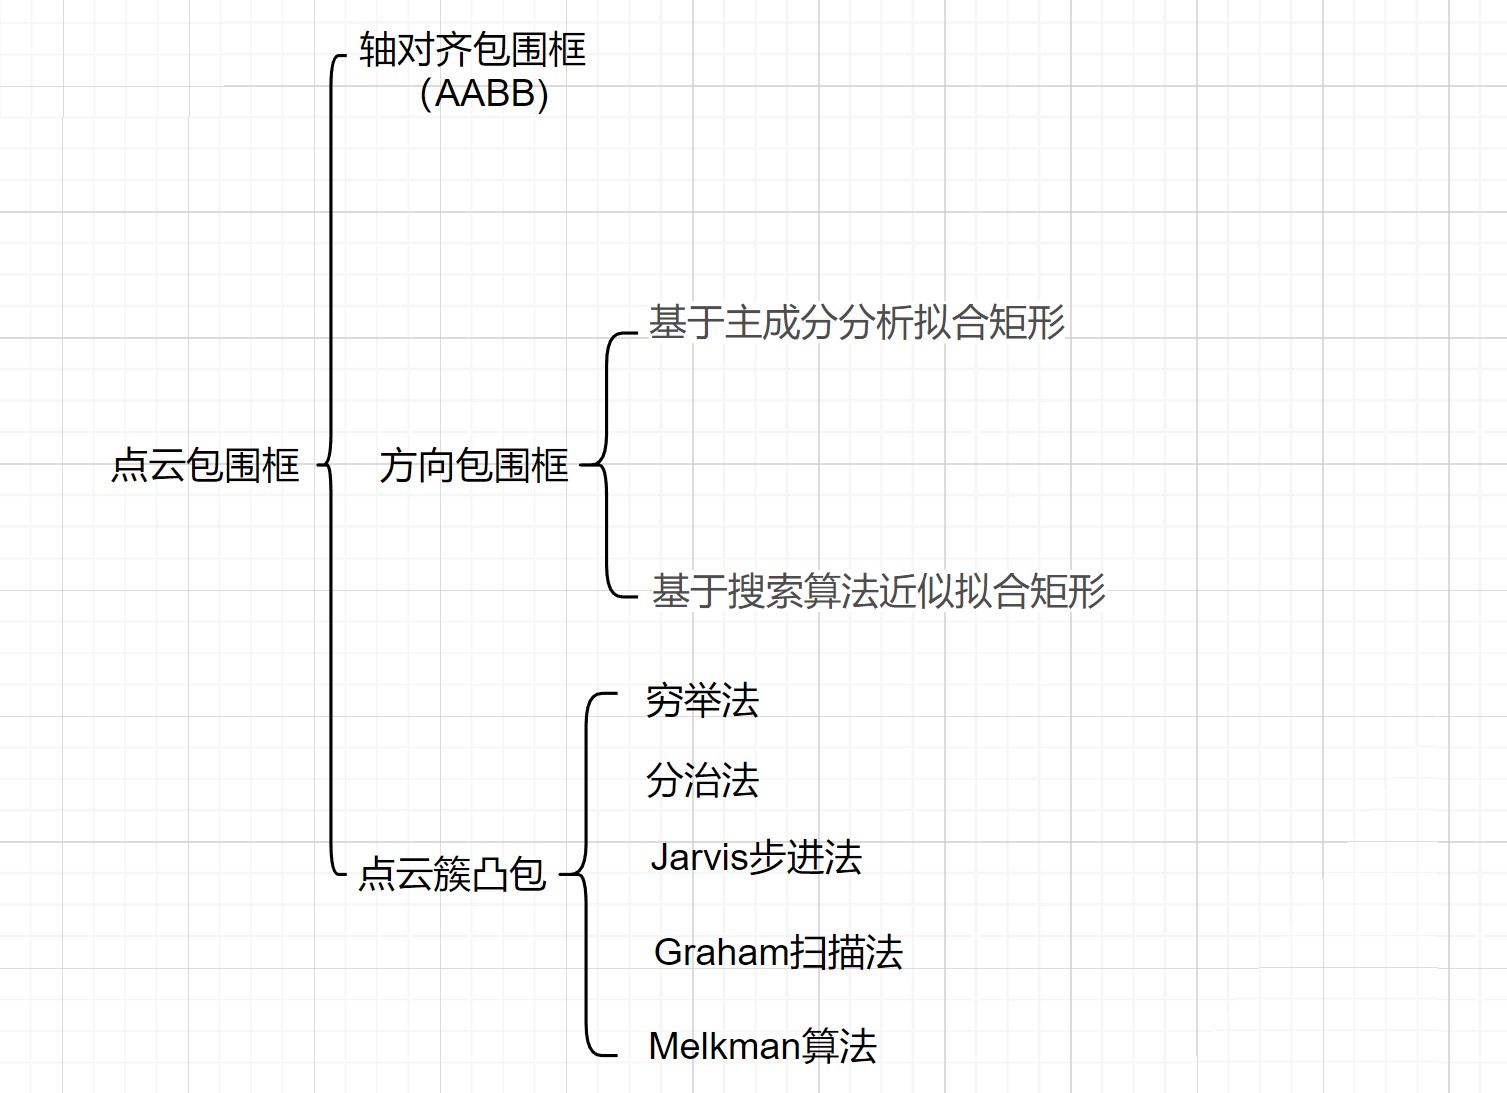 轴对齐包围框
（AABB）
基于主成分分析拟合矩形
点云包围框
方向包围框
基于搜索算法近似拟合矩形
穷举法
分治法
Jarvis步进法
点云簇凸包
Graham扫描法
Melkman算法